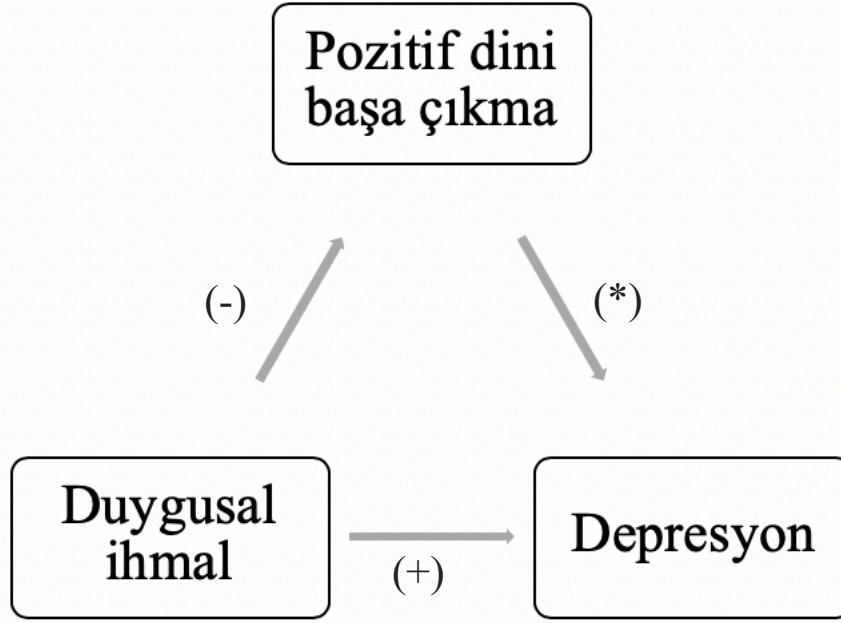 Pozitif dini
başa çıkma
(-)
(*)
Duygusal
ihmal
(+)
Depresyon